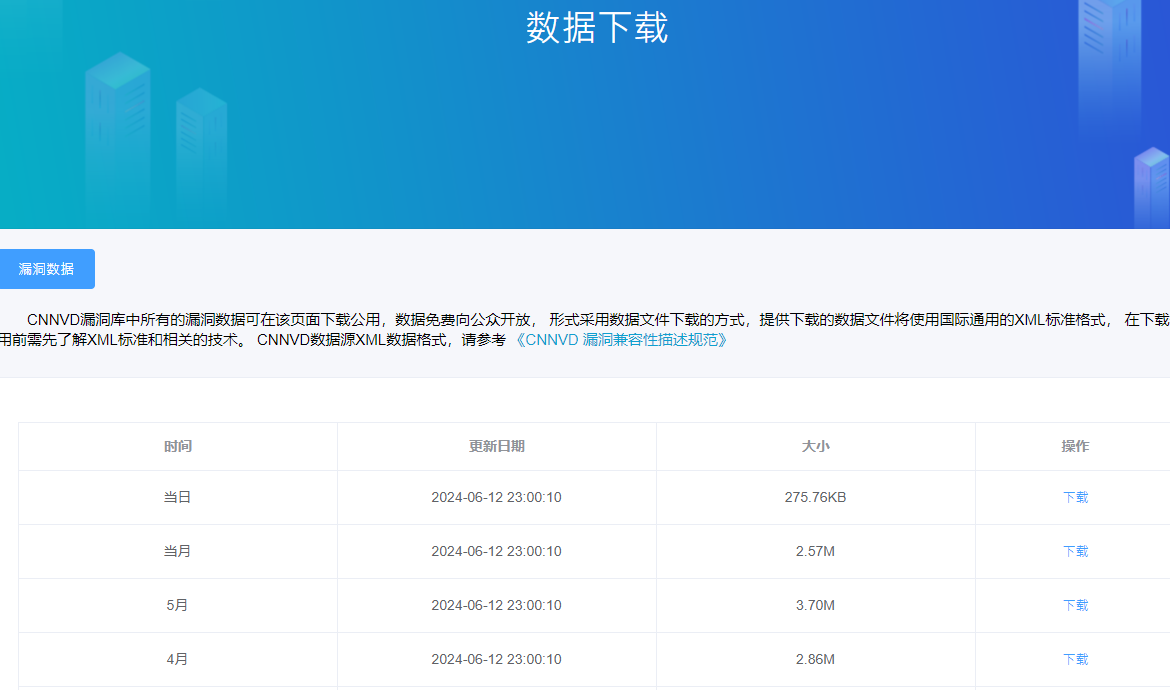 数据下载
漏洞数据
CNNVD漏洞库中所有的漏洞数据可在该页面下载公用，数据免费向公众开放， 形式采用数据文件下载的方式，提供下载的数据文件将使用国际通用的XML标准格式， 在下载
用前需先了解XML标准和相关的技术。 CNNVD数据源XML数据格式，请参考 《CNNVD 漏洞兼容性描述规范》
时间 更新日期 大小 操作
当日 2024-06-12 23:00:10 275.76KB 下载
当月 2024-06-12 23:00:10 2.57M 下载
5月 2024-06-12 23:00:10 3.70M 下载
4月 2024-06-12 23:00:10 2.86M 下载